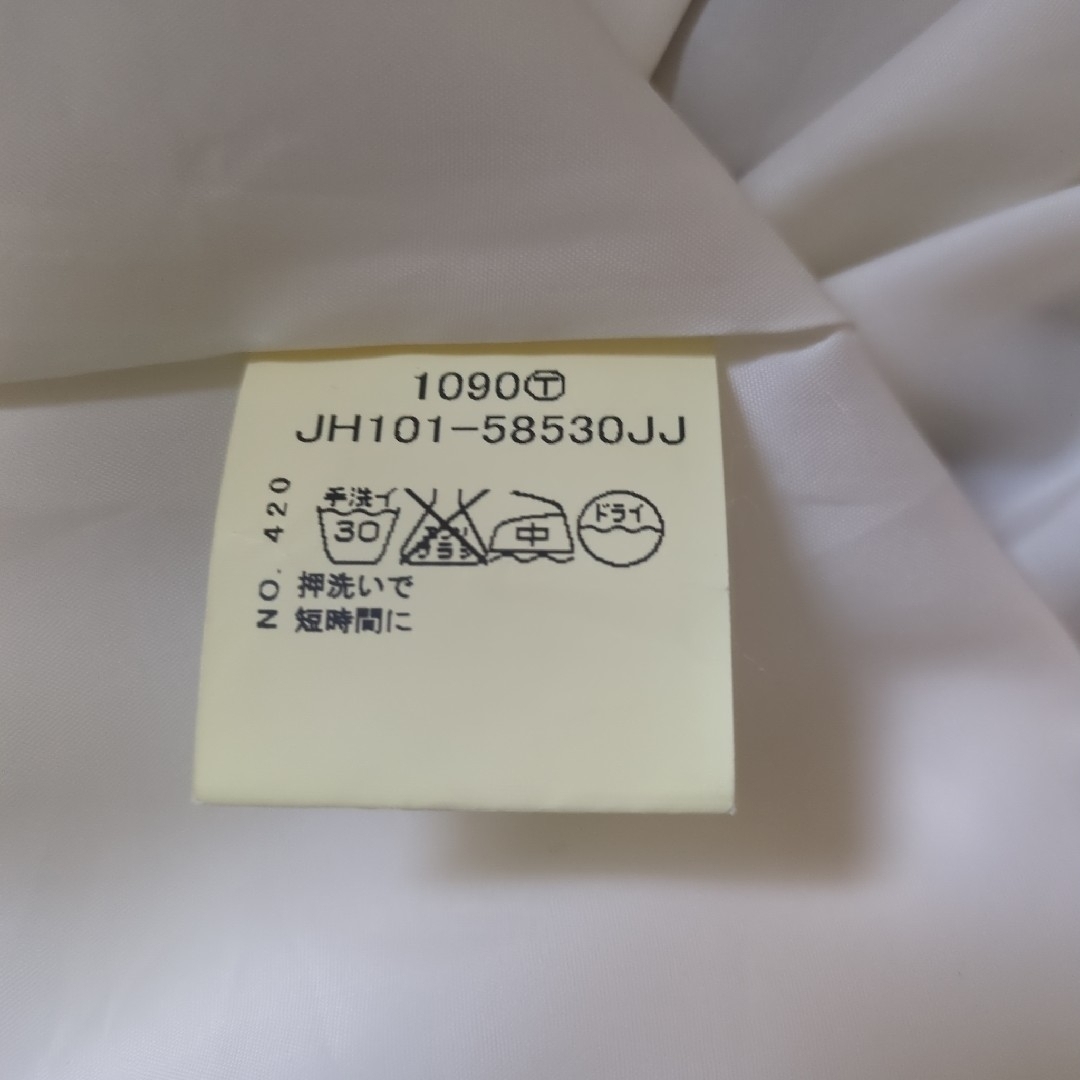 1090Ⓣ
JH101-58530JJ
NO. 420
手洗イ
30
エンソ
サラシ
中
ドライ
押洗いで
短時間に